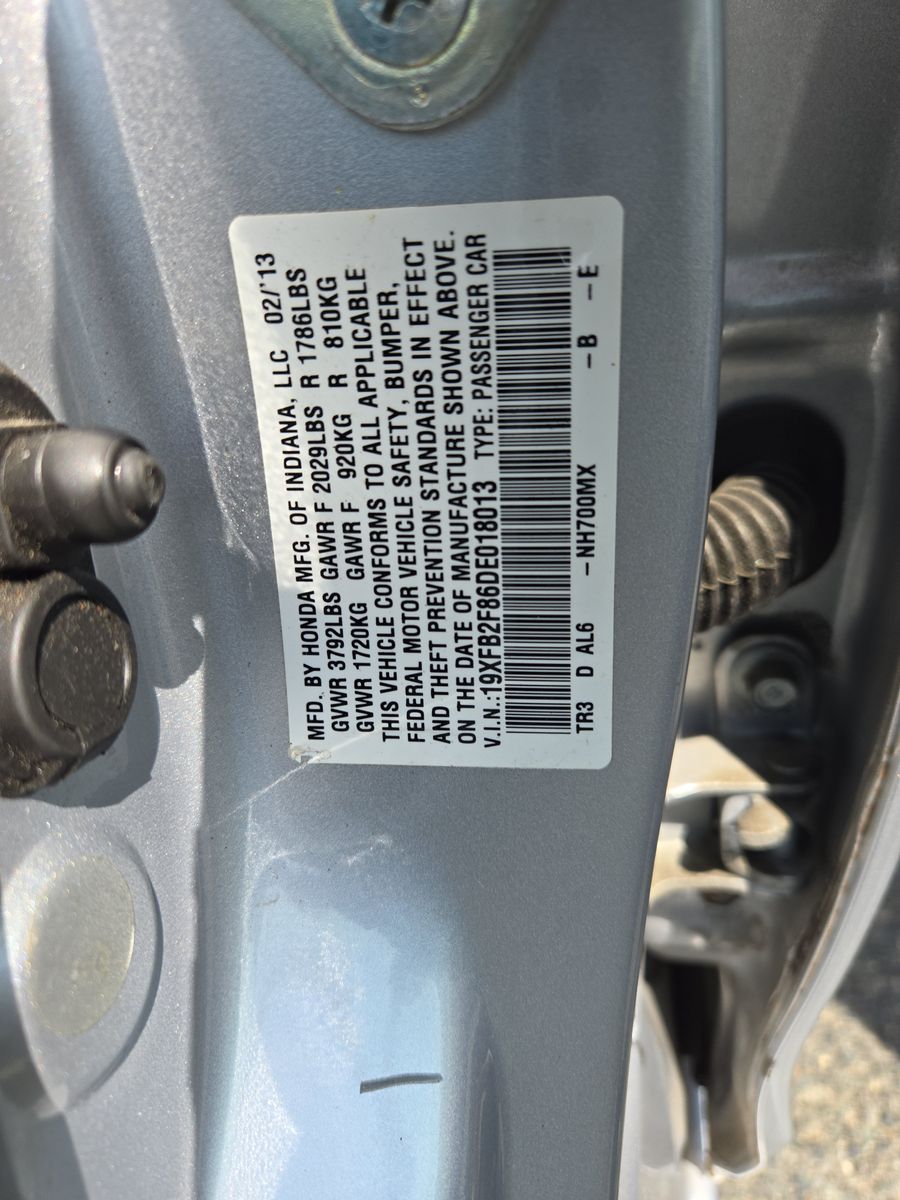 MFD. BY HONDA MFG. OF INDIANA, LLC 02/'13
GVWR 3792LBS GAWR F 2029LBS R 1786LBS
GVWR 1720KG GAWR F 920KG R 810KG
THIS VEHICLE CONFORMS TO ALL APPLICABLE
FEDERAL MOTOR VEHICLE SAFETY, BUMPER,
AND THEFT PREVENTION STANDARDS IN EFFECT
ON THE DATE OF MANUFACTURE SHOWN ABOVE.
V.I.N.:19XFB2F86DE018013 TYPE: PASSENGER CAR
TR3 D AL6 -NH700MX -B -E